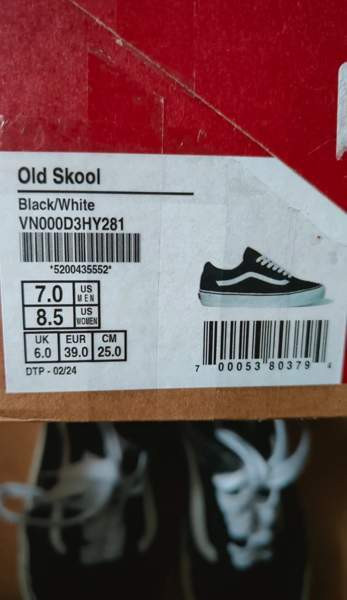 Old Skool
Black/White
VN000D3HY281
*5200435552*
7.0 US MEN
8.5 US WOMEN
UK EUR CM
6.0 39.0 25.0
DTP - 02/24
7 00053 80379 4